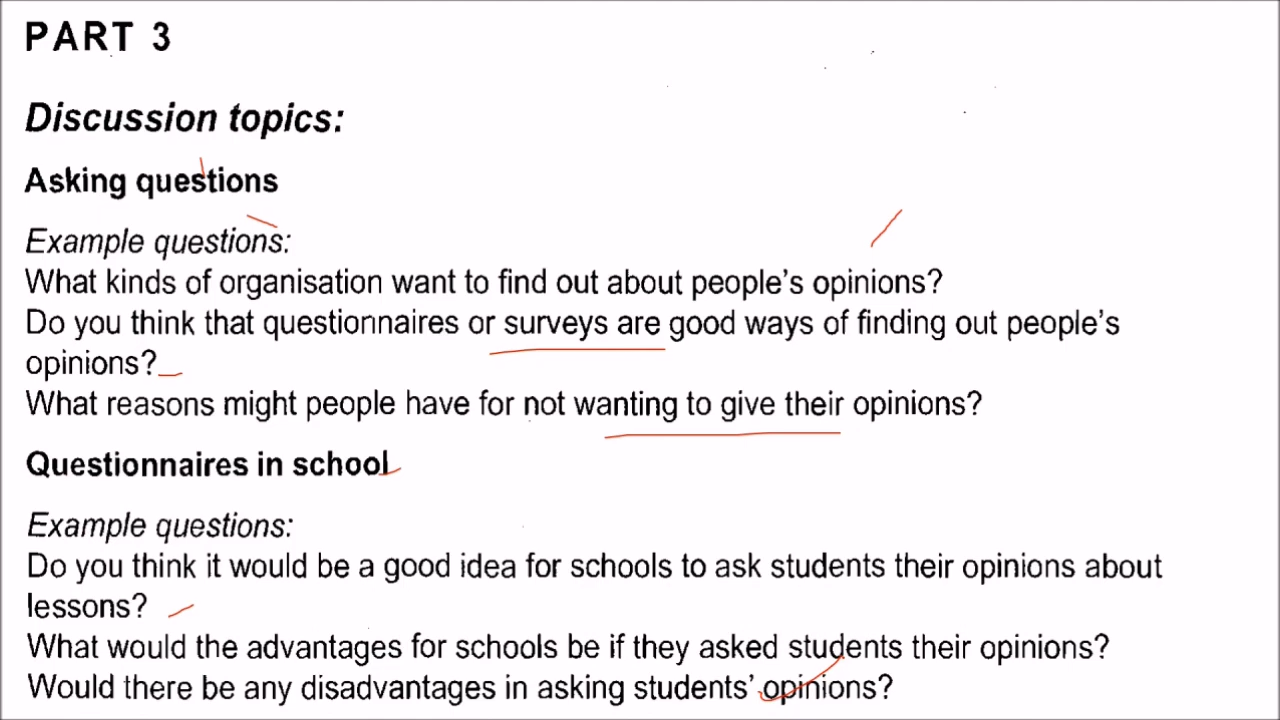 PART 3
Discussion topics:
Asking questions
Example questions:
What kinds of organisation want to find out about people's opinions?
Do you think that questionnaires or surveys are good ways of finding out people's
opinions?
What reasons might people have for not wanting to give their opinions?
Questionnaires in school
Example questions:
Do you think it would be a good idea for schools to ask students their opinions about
lessons?
What would the advantages for schools be if they asked students their opinions?
Would there be any disadvantages in asking students' opinions?